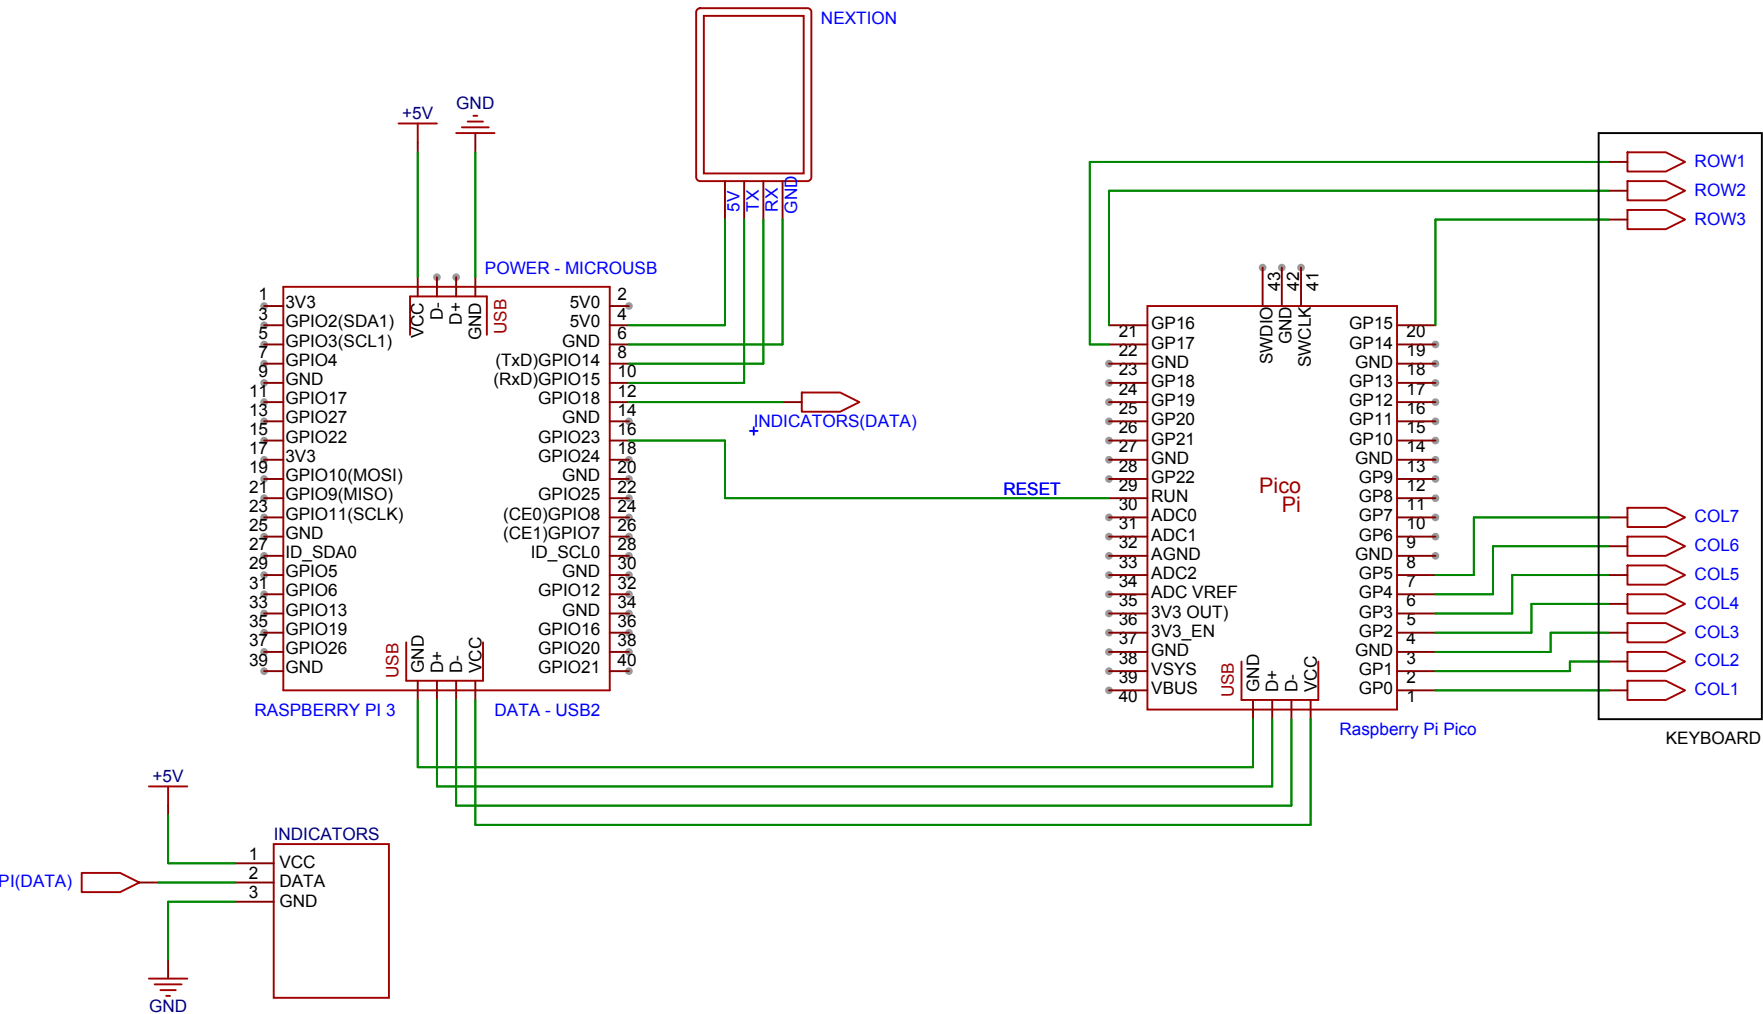 NEXTION
5V
TX
RX
GND
+5V
GND
POWER - MICROUSB
VCC
D-
D+
GND
USB
1 3V3
3 GPIO2(SDA1)
5 GPIO3(SCL1)
7 GPIO4
9 GND
11 GPIO17
13 GPIO27
15 GPIO22
17 3V3
19 GPIO10(MOSI)
21 GPIO9(MISO)
23 GPIO11(SCLK)
25 GND
27 ID_SDA0
29 GPIO5
31 GPIO6
33 GPIO13
35 GPIO19
37 GPIO26
39 GND
5V0 2
5V0 4
GND 6
(TxD)GPIO14 8
(RxD)GPIO15 10
GPIO18 12
GND 14
GPIO23 16
GPIO24 18
GND 20
GPIO25 22
(CE0)GPIO8 24
(CE1)GPIO7 26
ID_SCL0 28
GND 30
GPIO12 32
GND 34
GPIO16 36
GPIO20 38
GPIO21 40
USB
GND
D+
D-
VCC
RASPBERRY PI 3
DATA - USB2
INDICATORS(DATA)
+
RESET
43
42
41
SWDIO
GND
SWCLK
GP16 21
GP17 22
GND 23
GP18 24
GP19 25
GP20 26
GP21 27
GND 28
GP22 29
RUN 30
ADC0 31
ADC1 32
AGND 33
ADC2 34
ADC VREF 35
3V3 OUT) 36
3V3_EN 37
GND 38
VSYS 39
VBUS 40
Pico
Pi
GP15 20
GP14 19
GND 18
GP13 17
GP12 16
GP11 15
GP10 14
GND 13
GP9 12
GP8 11
GP7 10
GP6 9
GND 8
GP5 7
GP4 6
GP3 5
GP2 4
GND 3
GP1 2
GP0 1
USB
GND
D+
D-
VCC
Raspberry Pi Pico
ROW1
ROW2
ROW3
COL7
COL6
COL5
COL4
COL3
COL2
COL1
KEYBOARD
+5V
INDICATORS
1 VCC
PI(DATA) 2 DATA
3 GND
GND